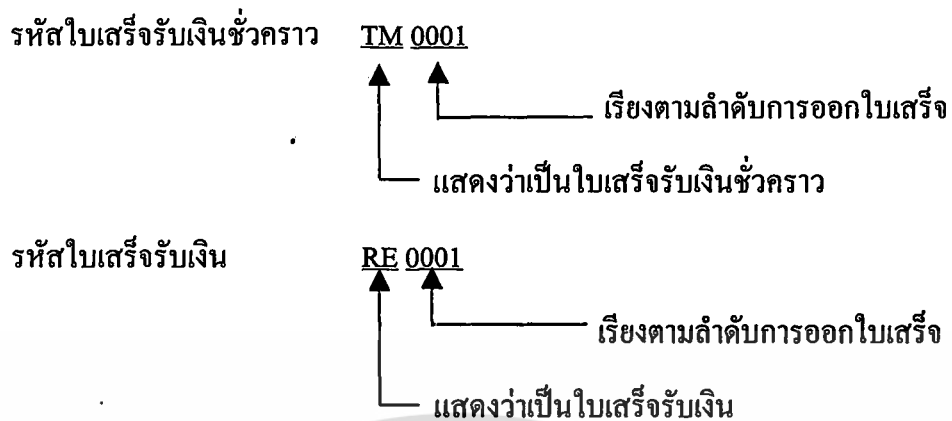 รหัสใบเสร็จรับเงินชั่วคราว TM 0001
เรียงตามลำดับการออกใบเสร็จ
แสดงว่าเป็นใบเสร็จรับเงินชั่วคราว
รหัสใบเสร็จรับเงิน RE 0001
เรียงตามลำดับการออกใบเสร็จ
แสดงว่าเป็นใบเสร็จรับเงิน